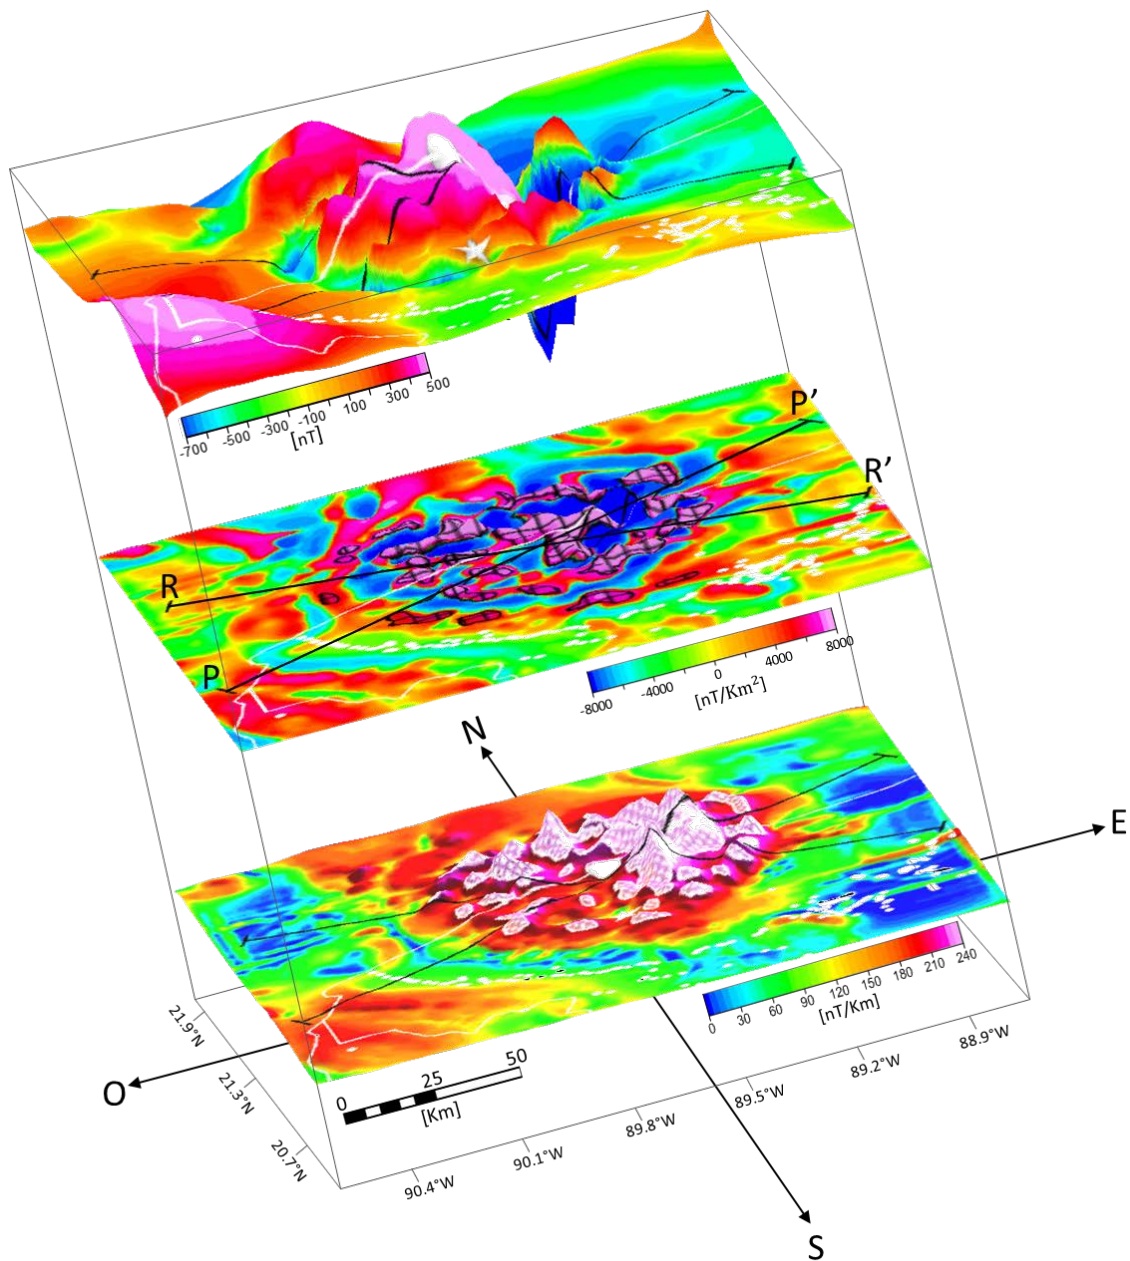 -700 -500 -300 -100 100 300 500
[nT]
P’
R’
R
P
-8000 -4000 0 4000 8000
[nT/Km²]
N
E
0 30 60 90 120 150 180 210 240
[nT/Km]
21.9°N
21.3°N
20.7°N
O
0 25 50
[Km]
90.4°W
90.1°W
89.8°W
89.5°W
89.2°W
88.9°W
S